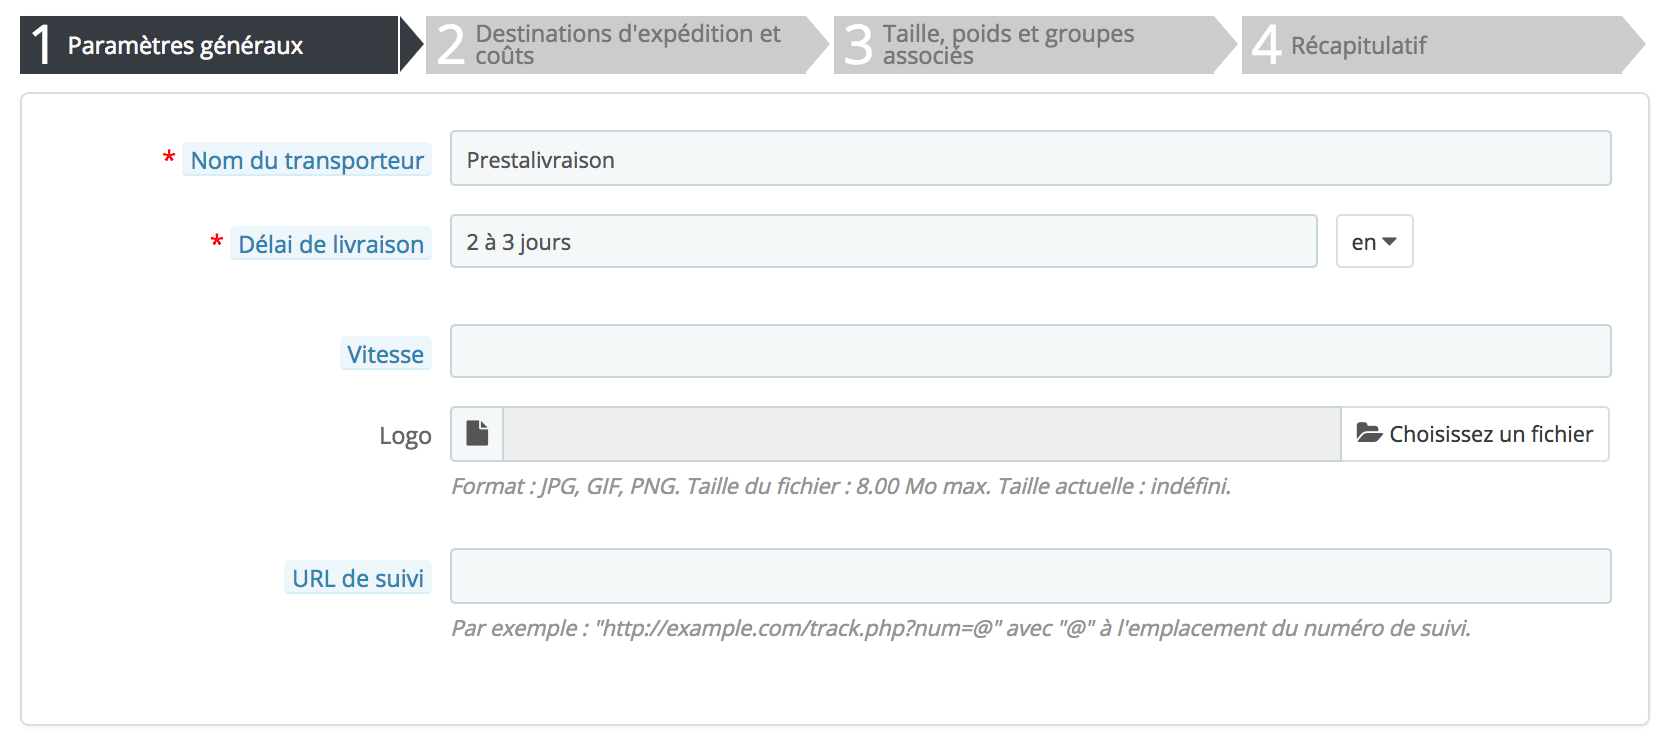 1 Paramètres généraux
2 Destinations d'expédition et
coûts
3 Taille, poids et groupes
associés
4 Récapitulatif
* Nom du transporteur Prestalivraison
* Délai de livraison 2 à 3 jours en
Vitesse
Logo Choisissez un fichier
Format : JPG, GIF, PNG. Taille du fichier : 8.00 Mo max. Taille actuelle : indéfini.
URL de suivi
Par exemple : "http://example.com/track.php?num=@" avec "@" à l'emplacement du numéro de suivi.